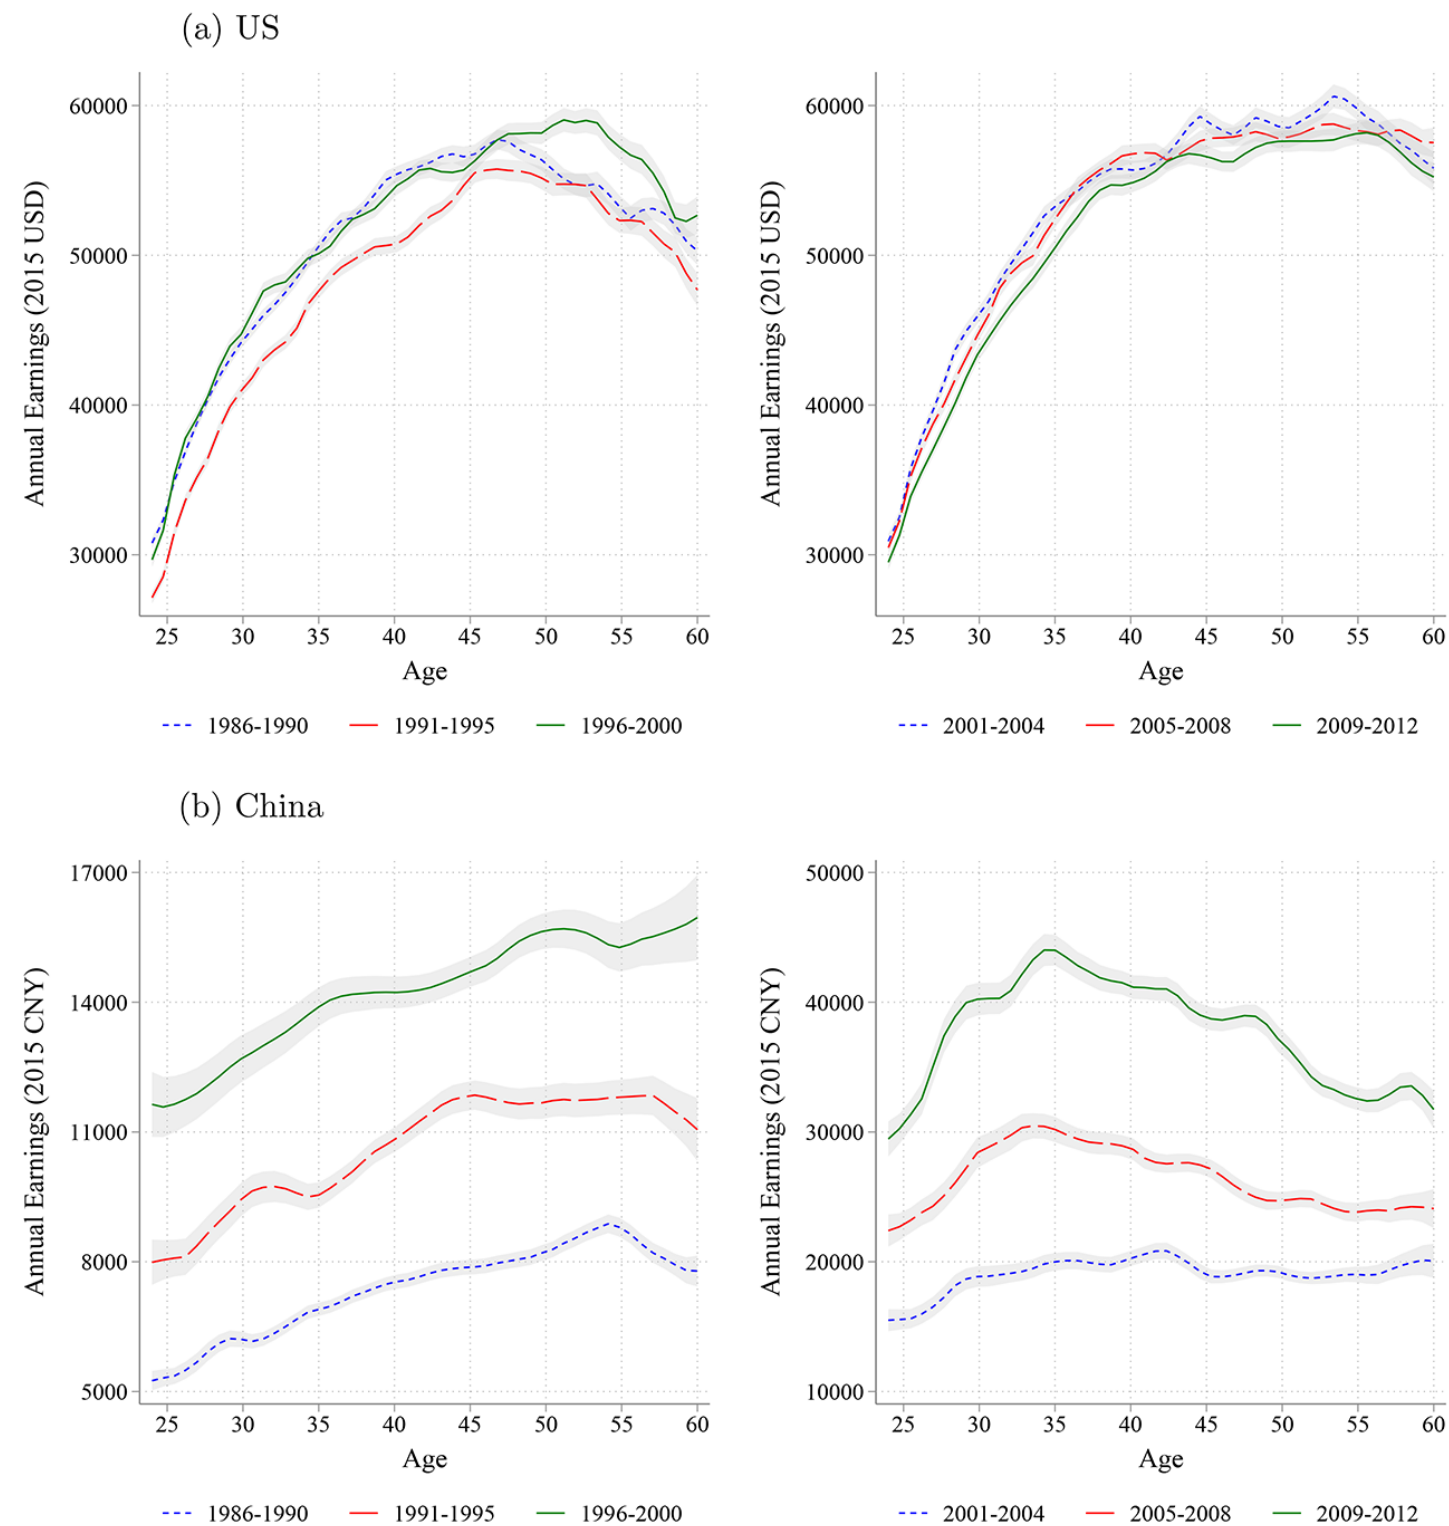 (a) US
Annual Earnings (2015 USD)
60000
50000
40000
30000
25 30 35 40 45 50 55 60
Age
1986-1990 1991-1995 1996-2000
Annual Earnings (2015 USD)
60000
50000
40000
30000
25 30 35 40 45 50 55 60
Age
2001-2004 2005-2008 2009-2012
(b) China
Annual Earnings (2015 CNY)
17000
14000
11000
8000
5000
25 30 35 40 45 50 55 60
Age
1986-1990 1991-1995 1996-2000
Annual Earnings (2015 CNY)
50000
40000
30000
20000
10000
25 30 35 40 45 50 55 60
Age
2001-2004 2005-2008 2009-2012